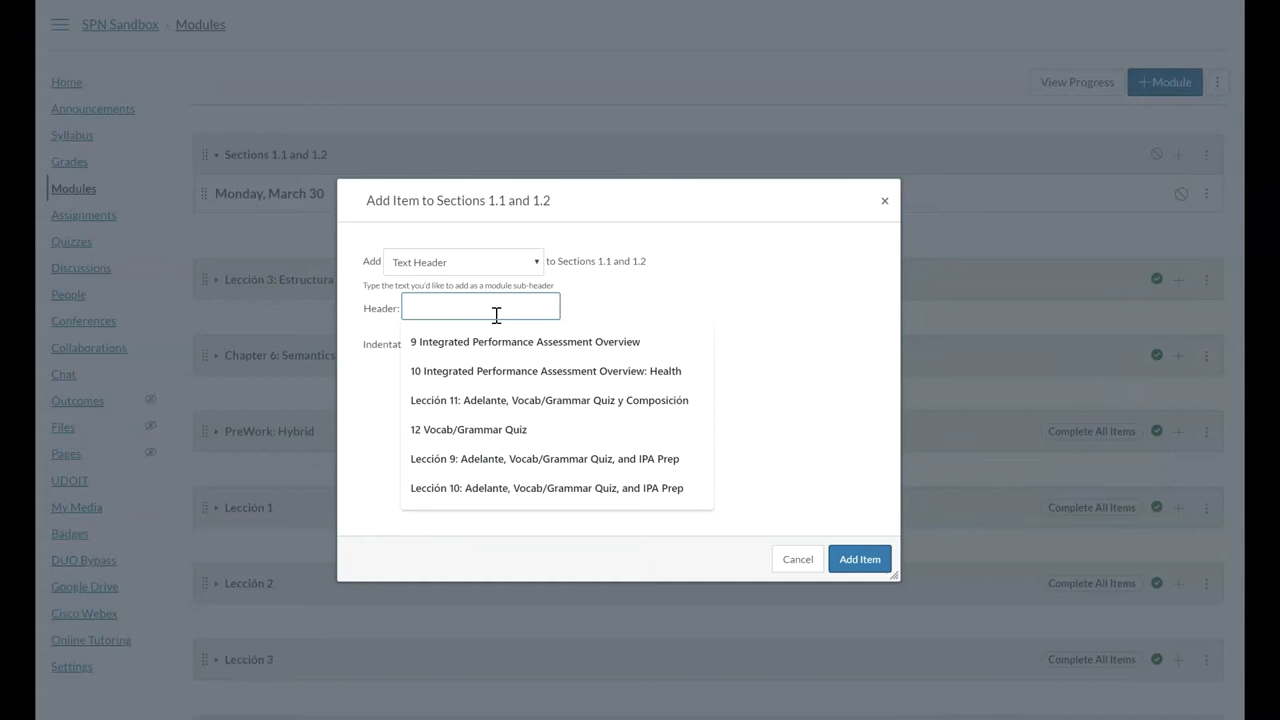 SPN Sandbox › Modules
View Progress
+ Module
Home
Announcements
Syllabus
Grades
Modules
Assignments
Quizzes
Discussions
People
Conferences
Collaborations
Chat
Outcomes
Files
Pages
UDOIT
My Media
Badges
DUO Bypass
Google Drive
Cisco Webex
Online Tutoring
Settings
Sections 1.1 and 1.2
Monday, March 30
Lección 3: Estructura
Chapter 6: Semantics
PreWork: Hybrid
Complete All Items
Lección 1
Complete All Items
Lección 2
Complete All Items
Lección 3
Complete All Items
Add Item to Sections 1.1 and 1.2
×
Add Text Header to Sections 1.1 and 1.2
Type the text you'd like to add as a module sub-header
Header:
Indentat
9 Integrated Performance Assessment Overview
10 Integrated Performance Assessment Overview: Health
Lección 11: Adelante, Vocab/Grammar Quiz y Composición
12 Vocab/Grammar Quiz
Lección 9: Adelante, Vocab/Grammar Quiz, and IPA Prep
Lección 10: Adelante, Vocab/Grammar Quiz, and IPA Prep
Cancel
Add Item